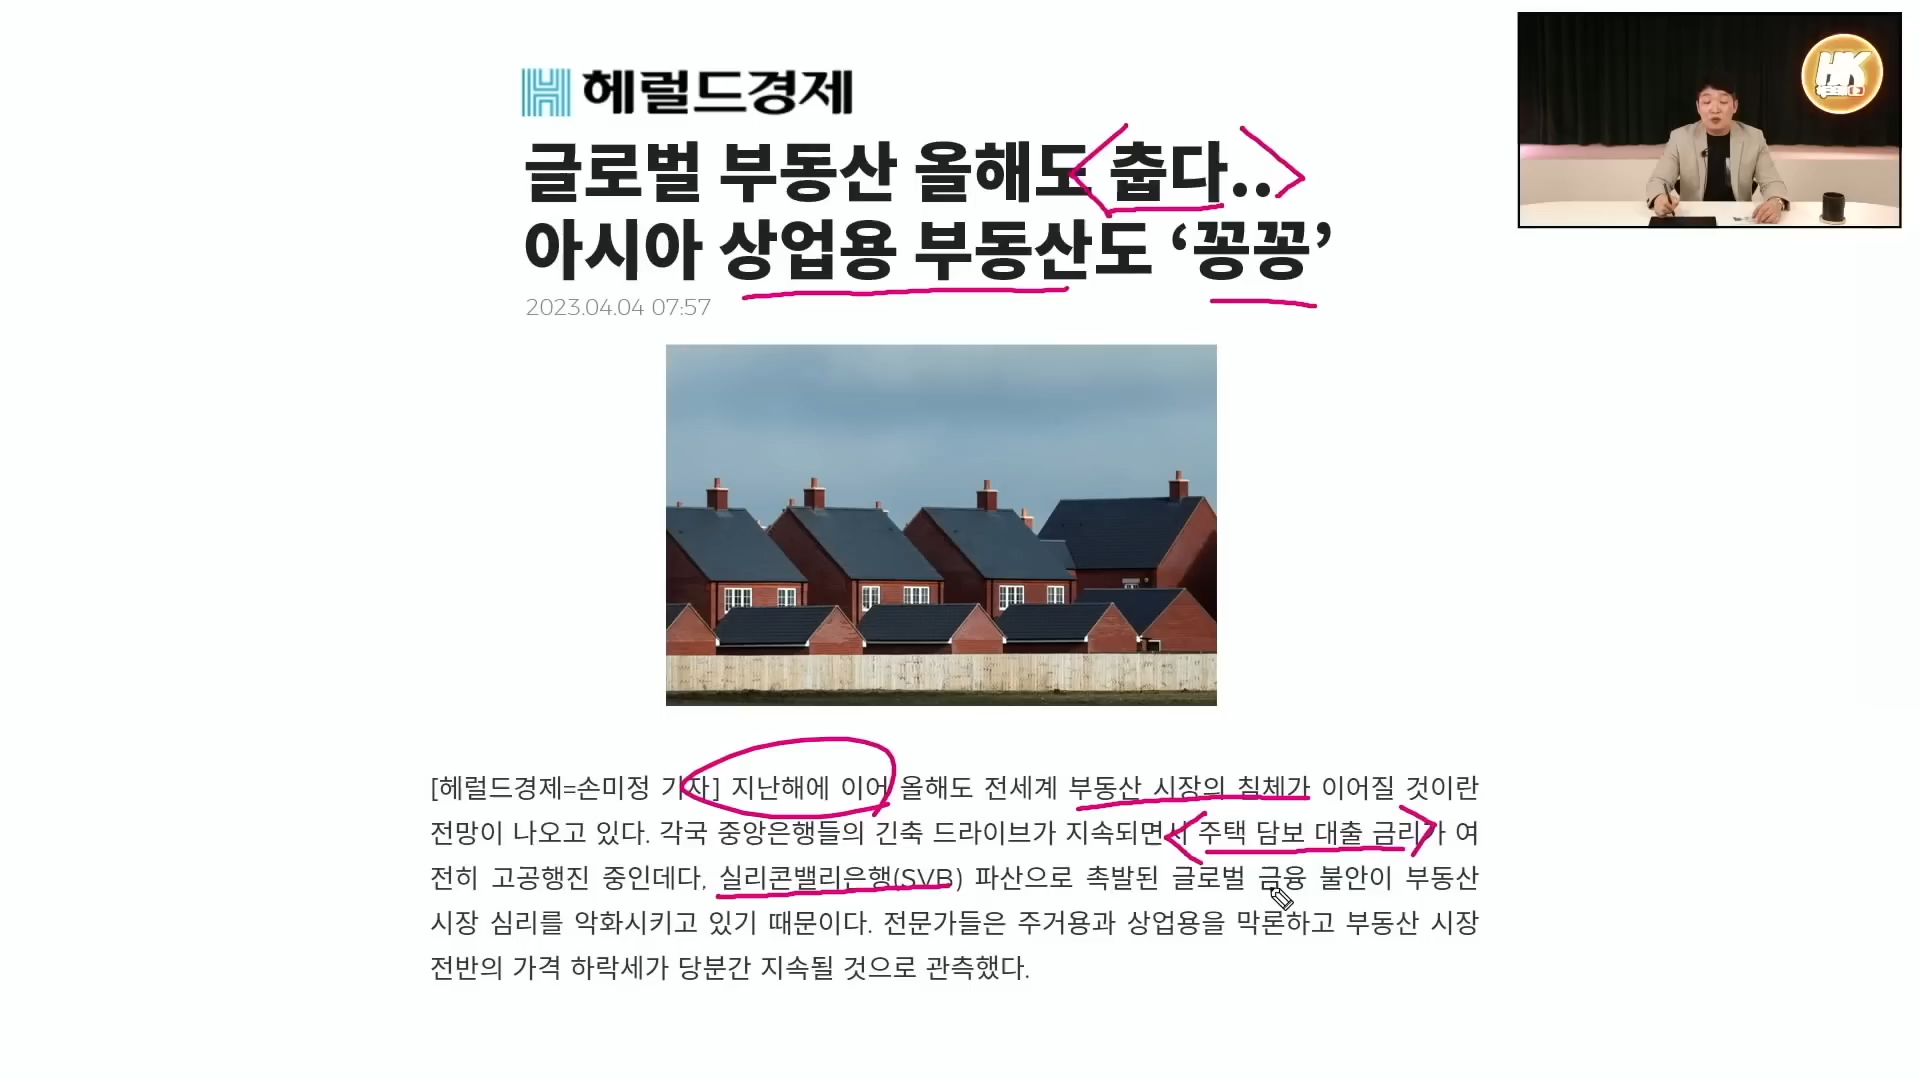 헤럴드경제
글로벌 부동산 올해도 춥다..
아시아 상업용 부동산도 ‘꽁꽁’
2023.04.04 07:57
[헤럴드경제=손미정 기자] 지난해에 이어 올해도 전세계 부동산 시장의 침체가 이어질 것이란
전망이 나오고 있다. 각국 중앙은행들의 긴축 드라이브가 지속되면서 주택 담보 대출 금리가 여
전히 고공행진 중인데다, 실리콘밸리은행(SVB) 파산으로 촉발된 글로벌 금융 불안이 부동산
시장 심리를 악화시키고 있기 때문이다. 전문가들은 주거용과 상업용을 막론하고 부동산 시장
전반의 가격 하락세가 당분간 지속될 것으로 관측했다.
HK